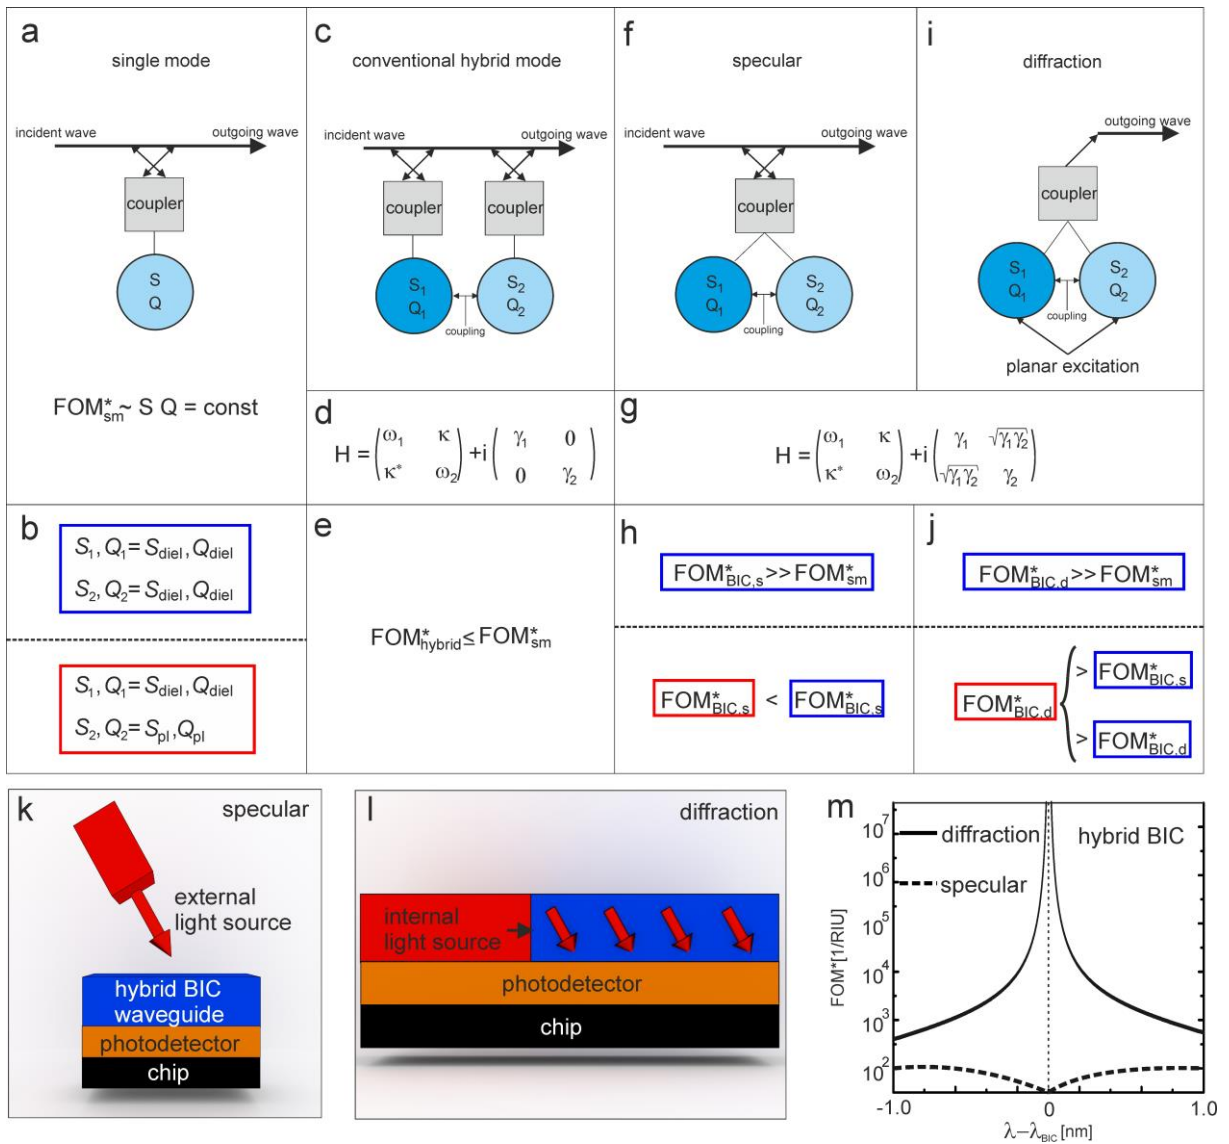 a
single mode
incident wave
outgoing wave
coupler
S
Q
FOM*sm ~ S Q = const
b
S1, Q1= Sdiel, Qdiel
S2, Q2= Sdiel, Qdiel
S1, Q1= Sdiel, Qdiel
S2, Q2= Spl, Qpl
c
conventional hybrid mode
incident wave
outgoing wave
coupler
coupler
S1
Q1
S2
Q2
coupling
d
H = (ω1 κ
κ* ω2) +i (γ1 0
0 γ2)
e
FOM*hybrid ≤ FOM*sm
f
specular
incident wave
outgoing wave
coupler
S1
Q1
S2
Q2
coupling
g
H = (ω1 κ
κ* ω2) +i (γ1 √γ1γ2
√γ1γ2 γ2)
h
FOM*BIC,s >> FOM*sm
FOM*BIC,s < FOM*BIC,s
i
diffraction
outgoing wave
coupler
S1
Q1
S2
Q2
coupling
planar excitation
j
FOM*BIC,d >> FOM*sm
FOM*BIC,d { > FOM*BIC,s
> FOM*BIC,d
k
specular
external
light source
hybrid BIC
waveguide
photodetector
chip
l
diffraction
internal
light source
photodetector
chip
m
diffraction
hybrid BIC
specular
FOM* [1/RIU]
10^7
10^6
10^5
10^4
10^3
10^2
-1.0
0
1.0
λ−λBIC [nm]